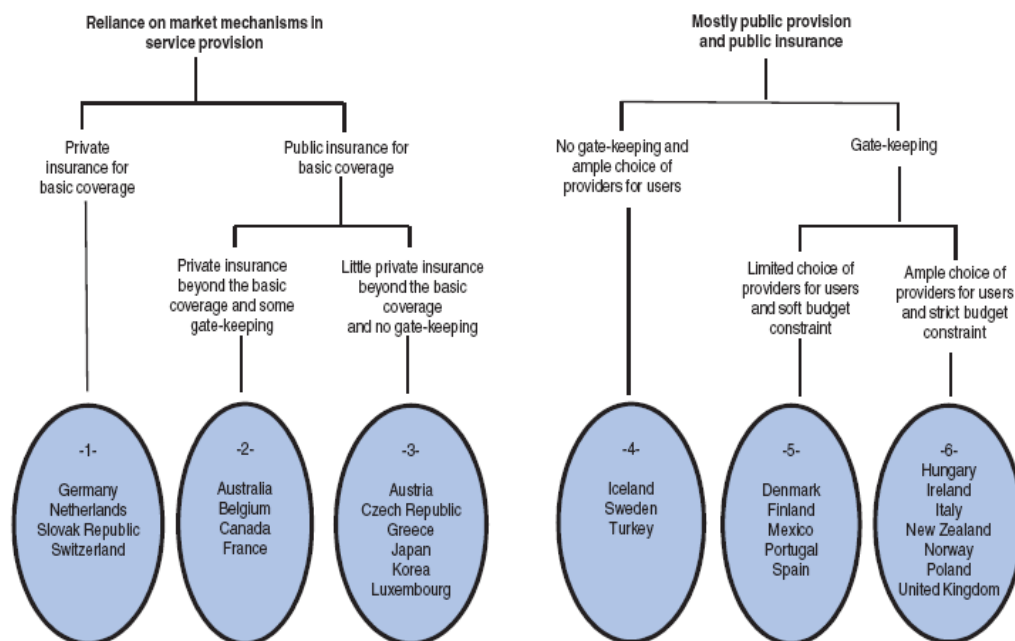 Reliance on market mechanisms in
service provision
Mostly public provision
and public insurance
Private
insurance for
basic coverage
Public insurance for
basic coverage
No gate-keeping and
ample choice of
providers for users
Gate-keeping
Private insurance
beyond the basic
coverage and some
gate-keeping
Little private insurance
beyond the basic
coverage
and no gate-keeping
Limited choice of
providers for users
and soft budget
constraint
Ample choice of
providers for users
and strict budget
constraint
-1-
Germany
Netherlands
Slovak Republic
Switzerland
-2-
Australia
Belgium
Canada
France
-3-
Austria
Czech Republic
Greece
Japan
Korea
Luxembourg
-4-
Iceland
Sweden
Turkey
-5-
Denmark
Finland
Mexico
Portugal
Spain
-6-
Hungary
Ireland
Italy
New Zealand
Norway
Poland
United Kingdom